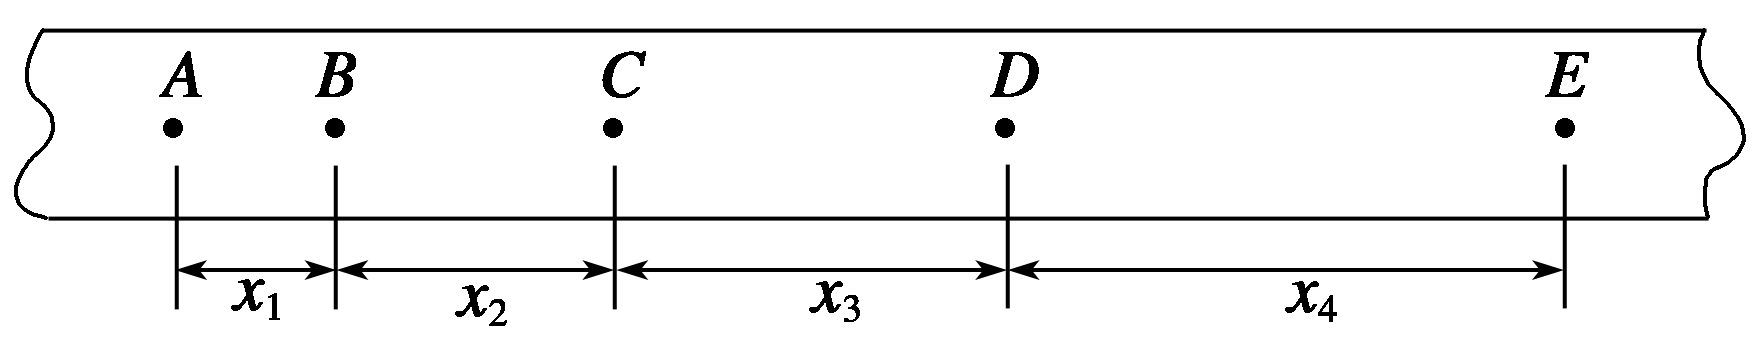 A B C D E
x₁ x₂ x₃ x₄